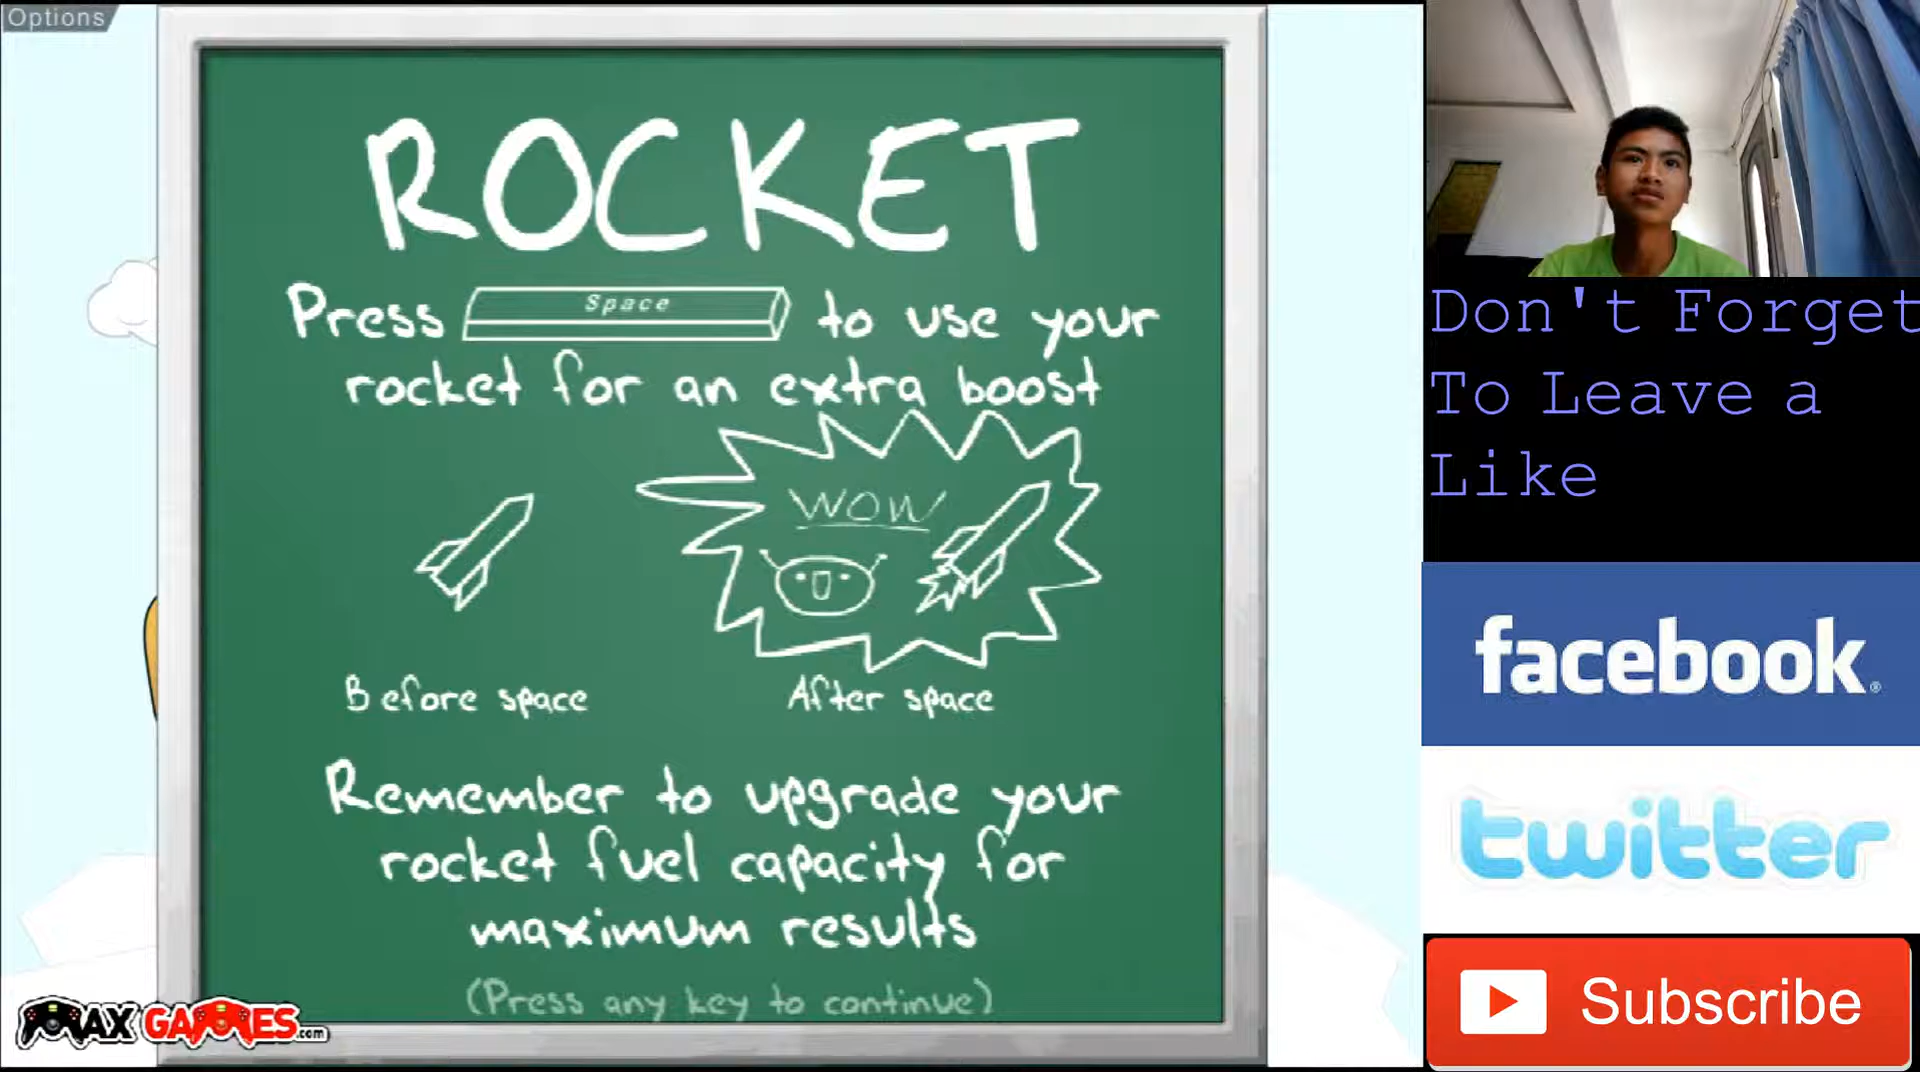 Options
ROCKET
Press Space to use your
rocket for an extra boost
WOW
Before space
After space
Remember to upgrade your
rocket fuel capacity for
maximum results
(Press any key to continue)
MAX GAMES.com
Don't Forget
To Leave a
Like
facebook®
twitter
Subscribe